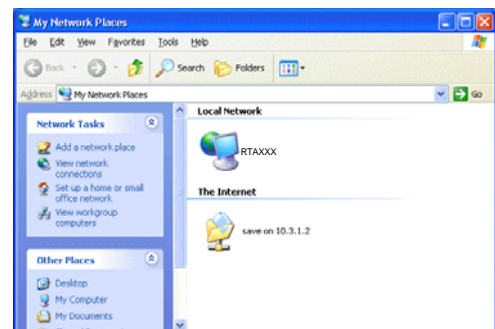 My Network Places
File Edit View Favorites Tools Help
Back Search Folders
Address My Network Places Go
Network Tasks
Add a network place
View network
connections
Set up a home or small
office network
View workgroup
computers
Other Places
Desktop
My Computer
My Documents
Local Network
RTAXXX
The Internet
save on 10.3.1.2